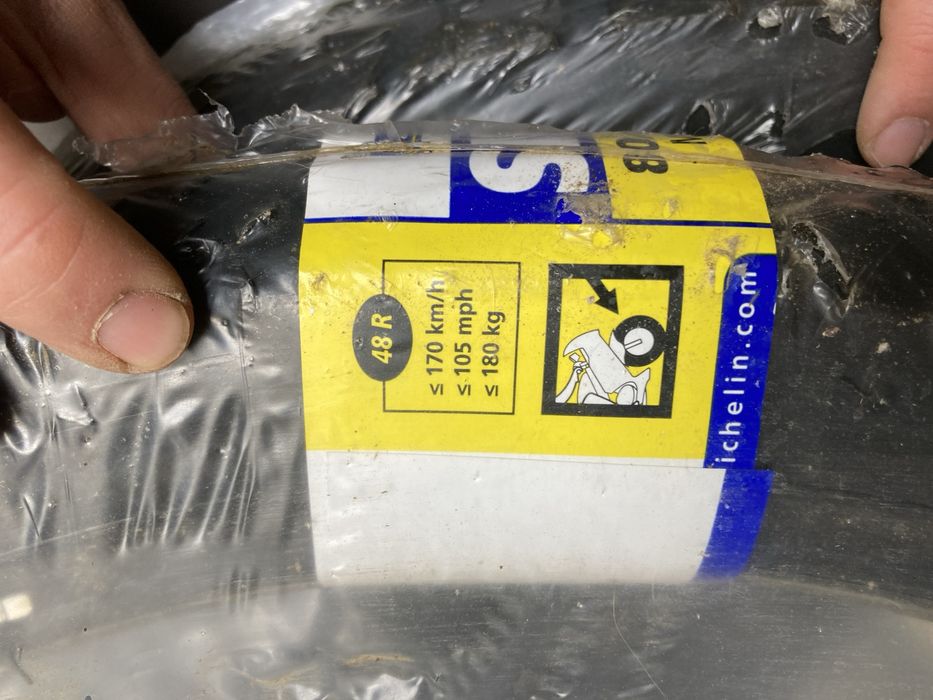 S
48 R
≤ 170 km/h
≤ 105 mph
≤ 180 kg
ichelin.com